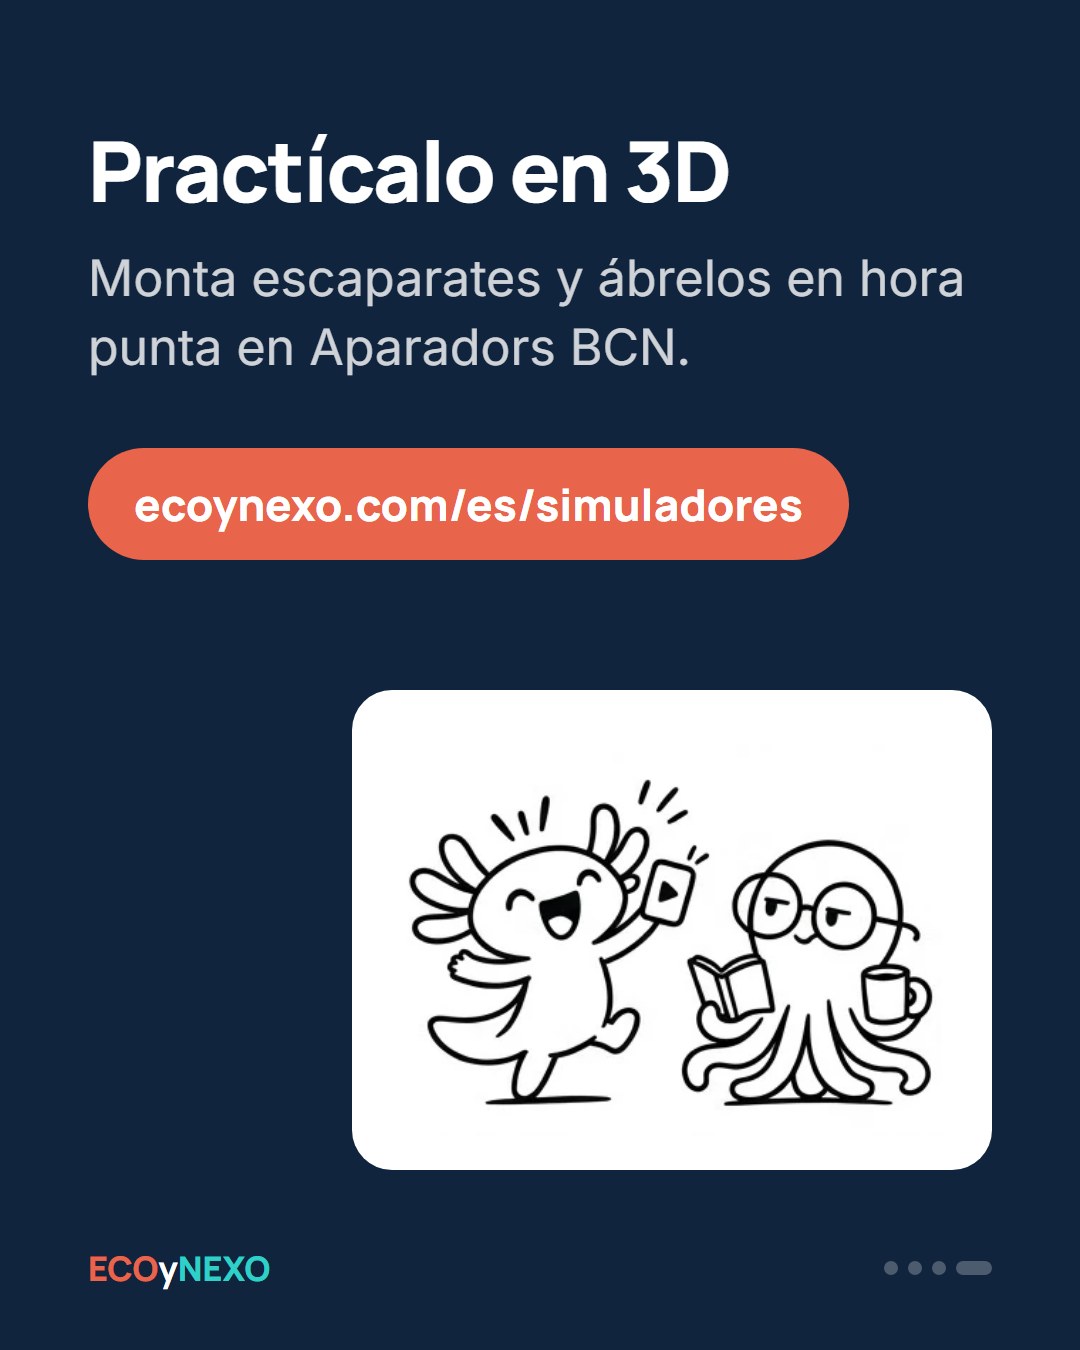 Practícalo en 3D
Monta escaparates y ábrelos en hora
punta en Aparadors BCN.
ecoynexo.com/es/simuladores
ECOyNEXO